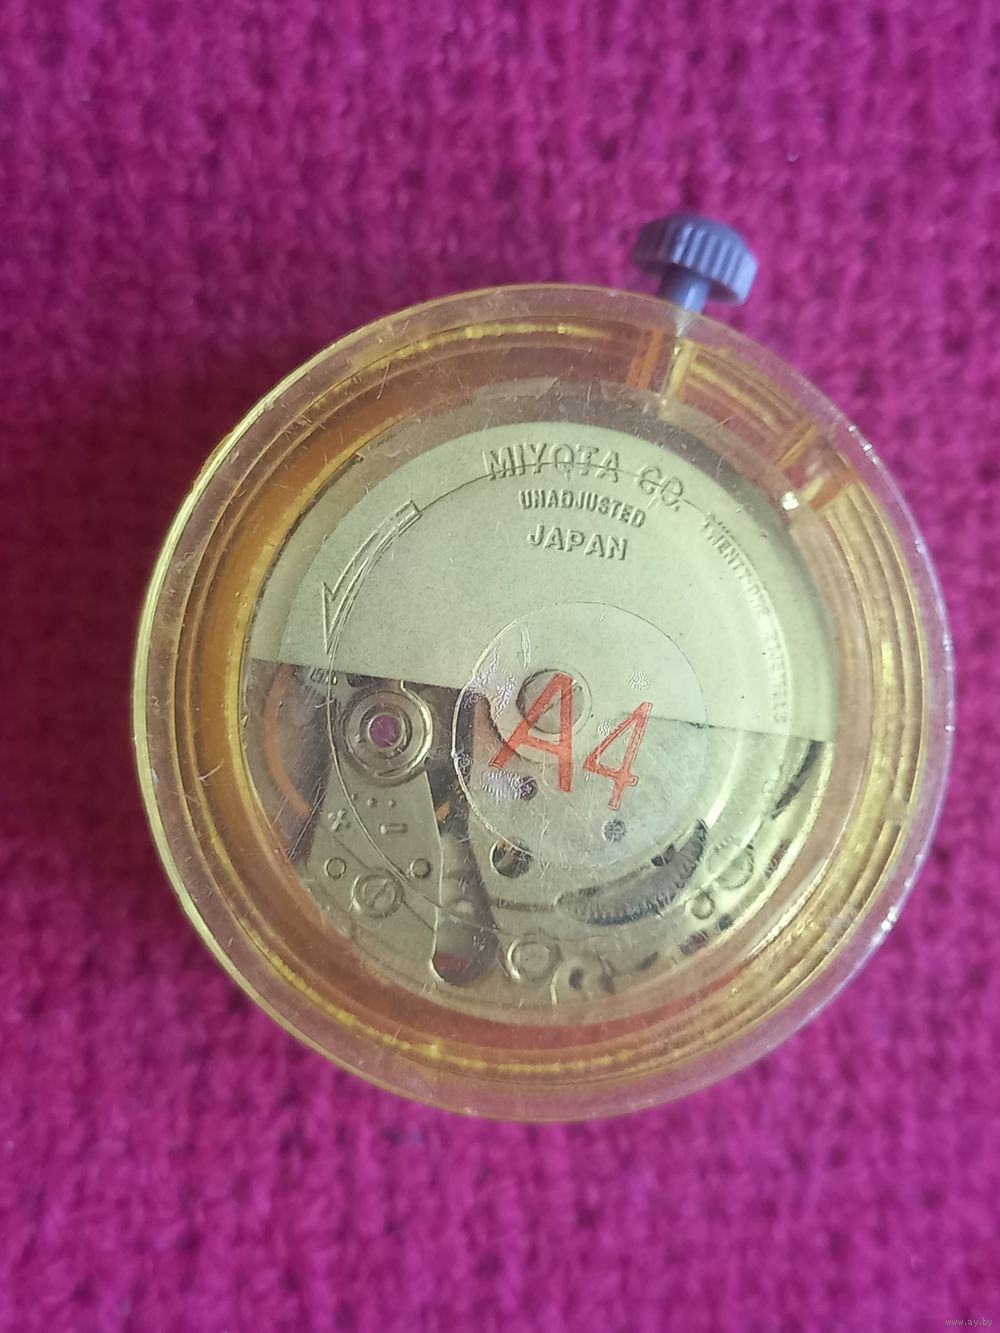 MIYOTA CO.
UNADJUSTED
JAPAN
TWENTY-ONE JEWELS
A4
+
-
www.ay.by